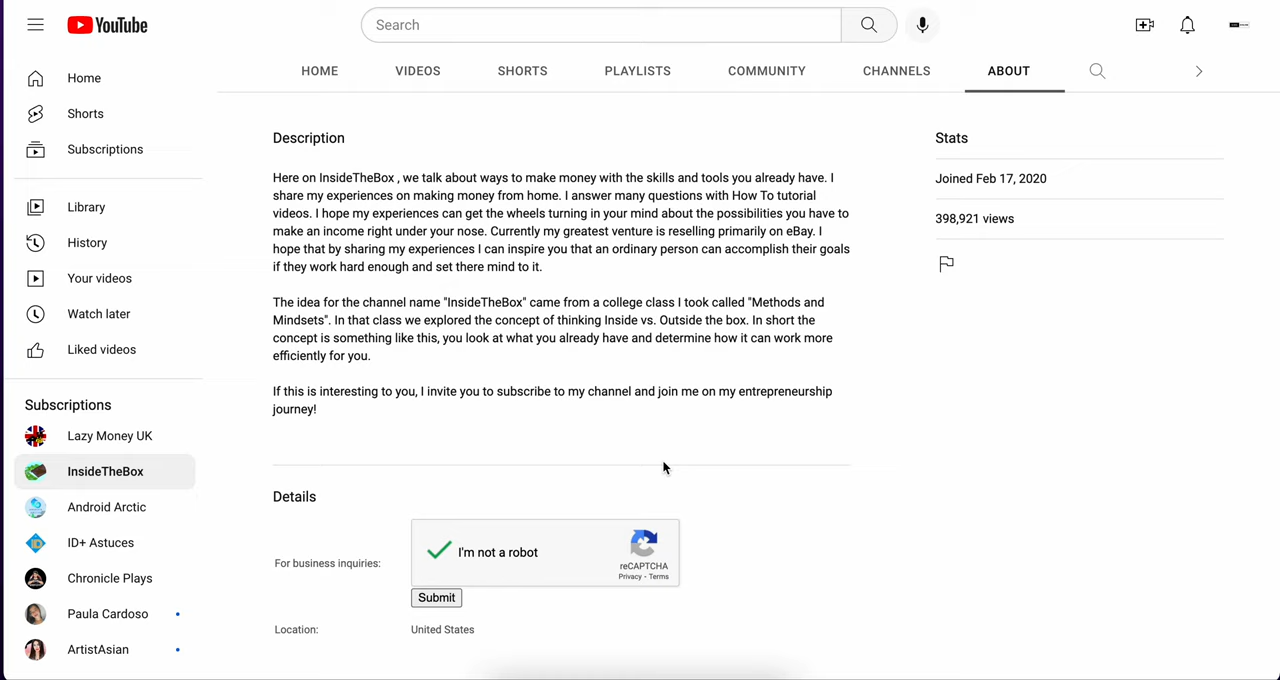 YouTube
Search
HOME
VIDEOS
SHORTS
PLAYLISTS
COMMUNITY
CHANNELS
ABOUT
Home
Shorts
Subscriptions
Library
History
Your videos
Watch later
Liked videos
Subscriptions
Lazy Money UK
InsideTheBox
Android Arctic
ID+ Astuces
Chronicle Plays
Paula Cardoso
ArtistAsian
Description
Here on InsideTheBox , we talk about ways to make money with the skills and tools you already have. I
share my experiences on making money from home. I answer many questions with How To tutorial
videos. I hope my experiences can get the wheels turning in your mind about the possibilities you have to
make an income right under your nose. Currently my greatest venture is reselling primarily on eBay. I
hope that by sharing my experiences I can inspire you that an ordinary person can accomplish their goals
if they work hard enough and set there mind to it.
The idea for the channel name "InsideTheBox" came from a college class I took called "Methods and
Mindsets". In that class we explored the concept of thinking Inside vs. Outside the box. In short the
concept is something like this, you look at what you already have and determine how it can work more
efficiently for you.
If this is interesting to you, I invite you to subscribe to my channel and join me on my entrepreneurship
journey!
Details
For business inquiries:
I'm not a robot
reCAPTCHA
Privacy - Terms
Submit
Location:
United States
Stats
Joined Feb 17, 2020
398,921 views